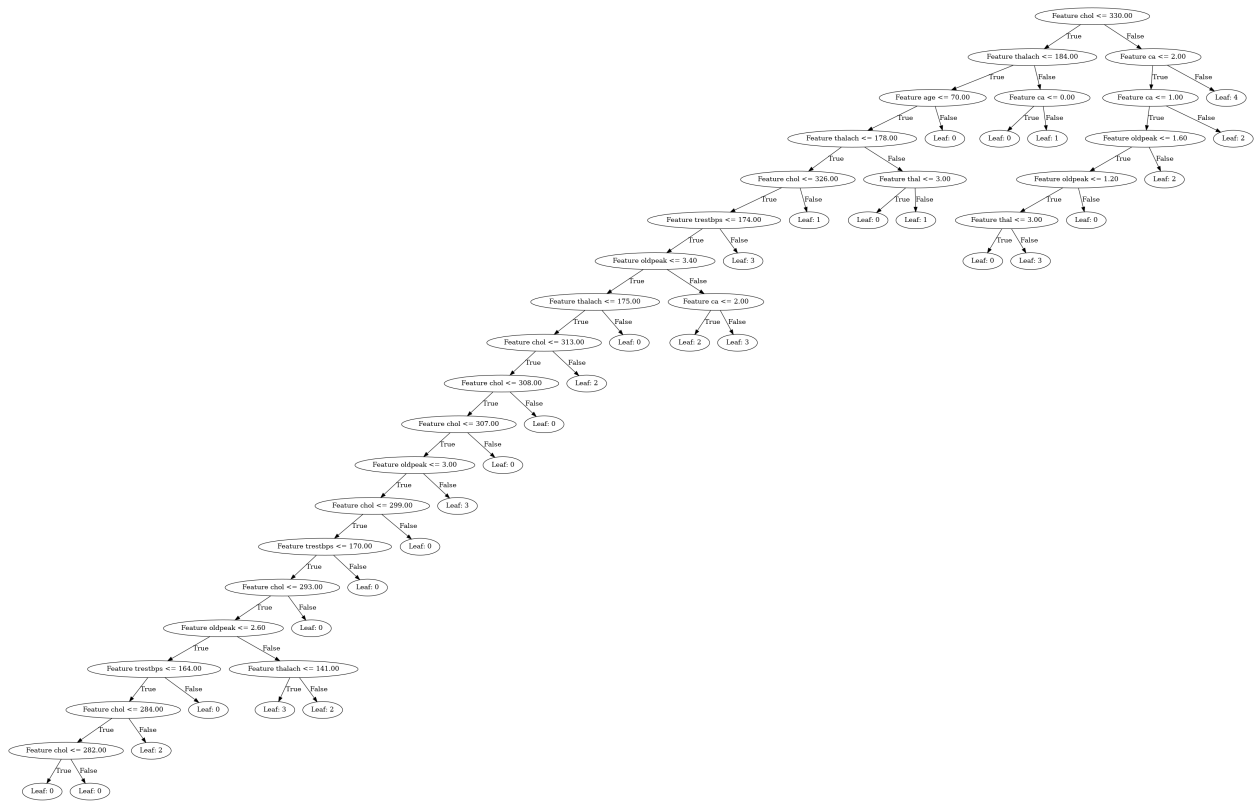 Feature chol <= 330.00
True
False
Feature thalach <= 184.00
Feature ca <= 2.00
True
False
True
False
Feature age <= 70.00
Feature ca <= 0.00
Feature ca <= 1.00
Leaf: 4
True
False
True
False
True
False
Feature thalach <= 178.00
Leaf: 0
Leaf: 0
Leaf: 1
Feature oldpeak <= 1.60
Leaf: 2
True
False
True
False
Feature chol <= 326.00
Feature thal <= 3.00
Feature oldpeak <= 1.20
Leaf: 2
True
False
True
False
True
False
Feature trestbps <= 174.00
Leaf: 1
Leaf: 0
Leaf: 1
Feature thal <= 3.00
Leaf: 0
True
False
True
False
Feature oldpeak <= 3.40
Leaf: 3
Leaf: 0
Leaf: 3
True
False
Feature thalach <= 175.00
Feature ca <= 2.00
True
False
True
False
Feature chol <= 313.00
Leaf: 0
Leaf: 2
Leaf: 3
True
False
Feature chol <= 308.00
Leaf: 2
True
False
Feature chol <= 307.00
Leaf: 0
True
False
Feature oldpeak <= 3.00
Leaf: 0
True
False
Feature chol <= 299.00
Leaf: 3
True
False
Feature trestbps <= 170.00
Leaf: 0
True
False
Feature chol <= 293.00
Leaf: 0
True
False
Feature oldpeak <= 2.60
Leaf: 0
True
False
Feature trestbps <= 164.00
Feature thalach <= 141.00
True
False
True
False
Feature chol <= 284.00
Leaf: 0
Leaf: 3
Leaf: 2
True
False
Feature chol <= 282.00
Leaf: 2
True
False
Leaf: 0
Leaf: 0